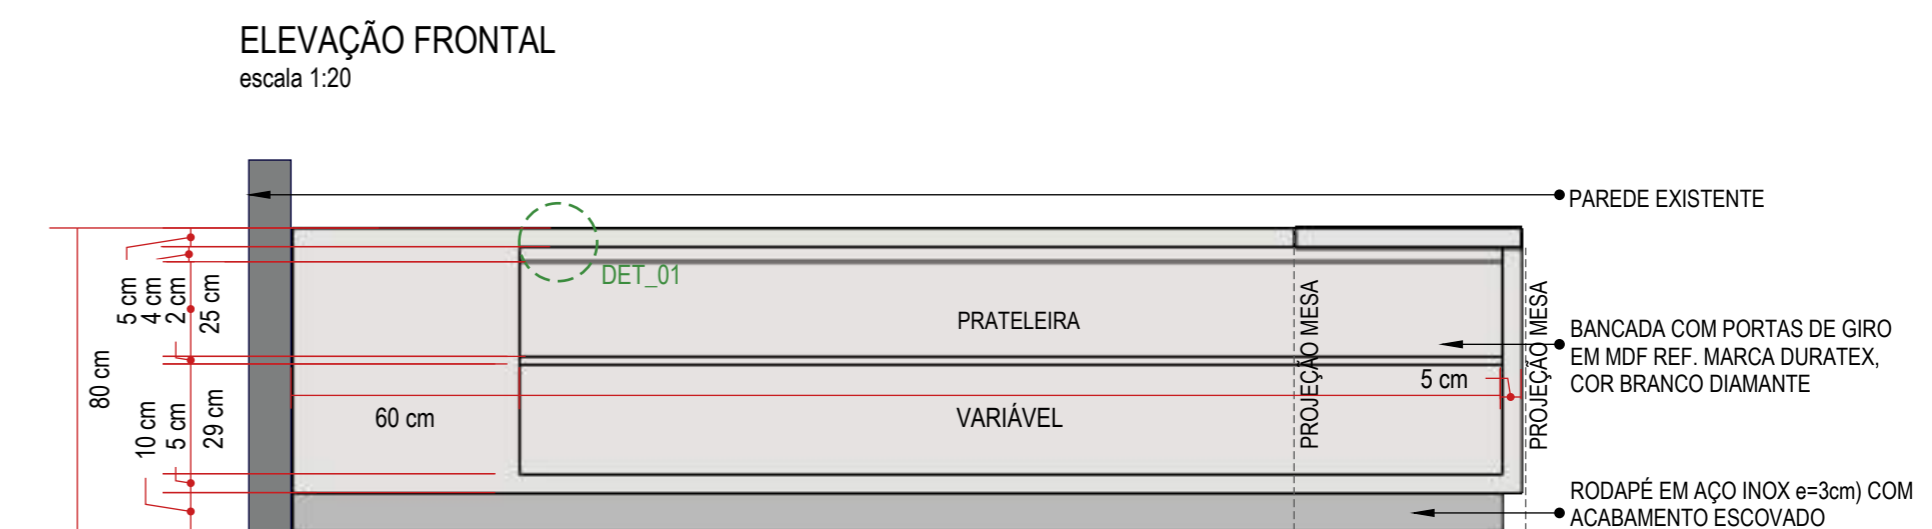 ELEVAÇÃO FRONTAL
escala 1:20
PAREDE EXISTENTE
DET_01
5 cm
4 cm
2 cm
25 cm
PRATELEIRA
PROJEÇÃO MESA
PROJEÇÃO MESA
BANCADA COM PORTAS DE GIRO
EM MDF REF. MARCA DURATEX,
COR BRANCO DIAMANTE
80 cm
5 cm
10 cm
5 cm
29 cm
60 cm
VARIÁVEL
RODAPÉ EM AÇO INOX e=3cm) COM
ACABAMENTO ESCOVADO